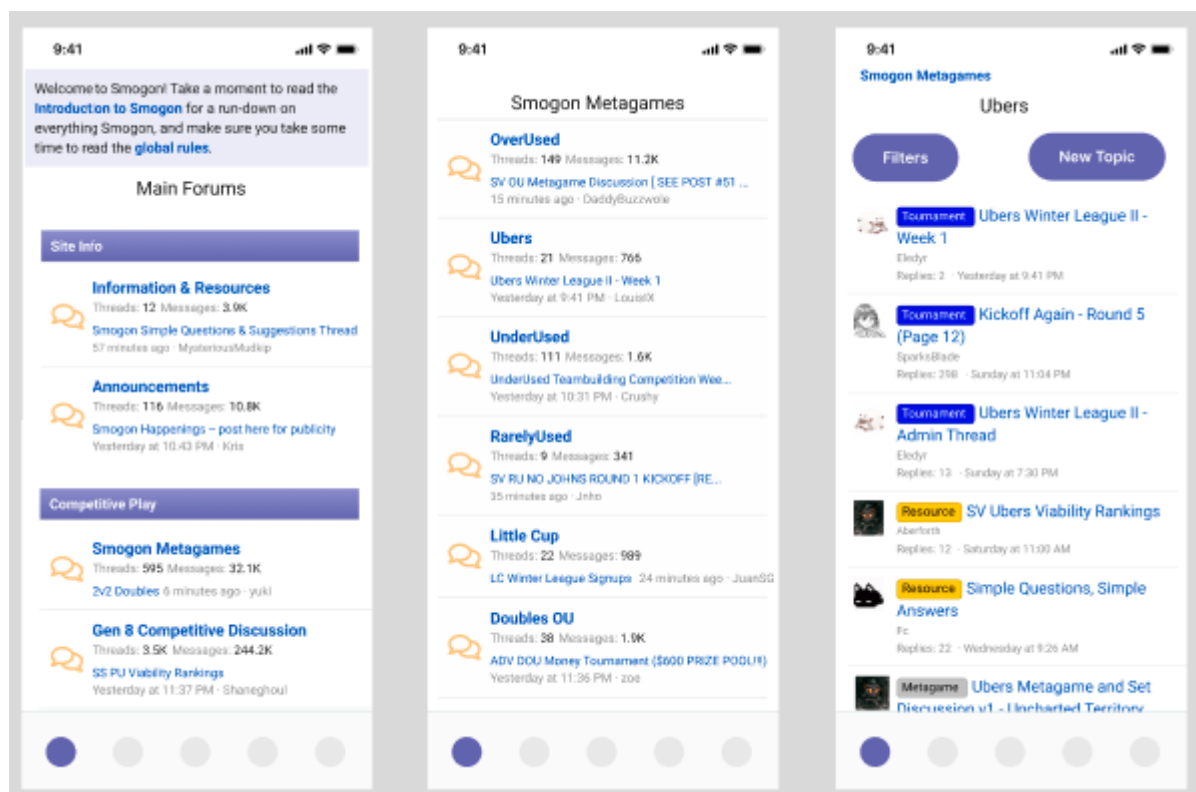 9:41
Welcome to Smogon! Take a moment to read the
Introduction to Smogon for a run-down on
everything Smogon, and make sure you take some
time to read the global rules.
Main Forums
Site Info
Information & Resources
Threads: 12 Messages: 3.9K
Smogon Simple Questions & Suggestions Thread
57 minutes ago · MysteriousMudkip
Announcements
Threads: 116 Messages: 10.8K
Smogon Happenings – post here for publicity
Yesterday at 10:43 PM · Kris
Competitive Play
Smogon Metagames
Threads: 595 Messages: 32.1K
2v2 Doubles 6 minutes ago · yuki
Gen 8 Competitive Discussion
Threads: 3.5K Messages: 244.2K
SS PU Viability Rankings
Yesterday at 11:37 PM · Shaneghoul
9:41
Smogon Metagames
OverUsed
Threads: 149 Messages: 11.2K
SV OU Metagame Discussion [ SEE POST #51 ...
15 minutes ago · DaddyBuzzwole
Ubers
Threads: 21 Messages: 766
Ubers Winter League II - Week 1
Yesterday at 9:41 PM · LouisIX
UnderUsed
Threads: 111 Messages: 1.6K
UnderUsed Teambuilding Competition Wee...
Yesterday at 10:31 PM · Crushy
RarelyUsed
Threads: 9 Messages: 341
SV RU NO JOHNS ROUND 1 KICKOFF [RE...
35 minutes ago · Jnho
Little Cup
Threads: 22 Messages: 989
LC Winter League Signups 24 minutes ago · JuanSG
Doubles OU
Threads: 38 Messages: 1.9K
ADV DOU Money Tournament ($600 PRIZE POOL!!!)
Yesterday at 11:36 PM · zoe
9:41
Smogon Metagames
Ubers
Filters
New Topic
Tournament Ubers Winter League II -
Week 1
Eledyr
Replies: 2 · Yesterday at 9:41 PM
Tournament Kickoff Again - Round 5
(Page 12)
SparksBlade
Replies: 298 · Sunday at 11:04 PM
Tournament Ubers Winter League II -
Admin Thread
Eledyr
Replies: 13 · Sunday at 7:30 PM
Resource SV Ubers Viability Rankings
Aberforth
Replies: 12 · Saturday at 11:00 AM
Resource Simple Questions, Simple
Answers
Fc
Replies: 22 · Wednesday at 9:26 AM
Metagame Ubers Metagame and Set
Discussion v1 - Uncharted Territory